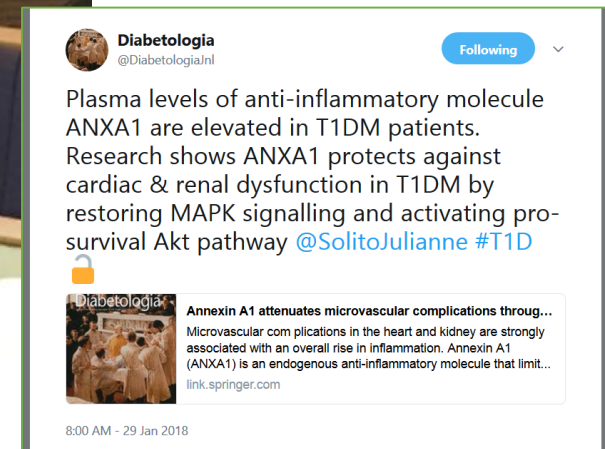 Diabetologia
@DiabetologiaJnl
Following
Plasma levels of anti-inflammatory molecule
ANXA1 are elevated in T1DM patients.
Research shows ANXA1 protects against
cardiac & renal dysfunction in T1DM by
restoring MAPK signalling and activating pro-
survival Akt pathway @SolitoJulianne #T1D
Diabetologia
Annexin A1 attenuates microvascular complications throug...
Microvascular com plications in the heart and kidney are strongly
associated with an overall rise in inflammation. Annexin A1
(ANXA1) is an endogenous anti-inflammatory molecule that limit...
link.springer.com
8:00 AM - 29 Jan 2018